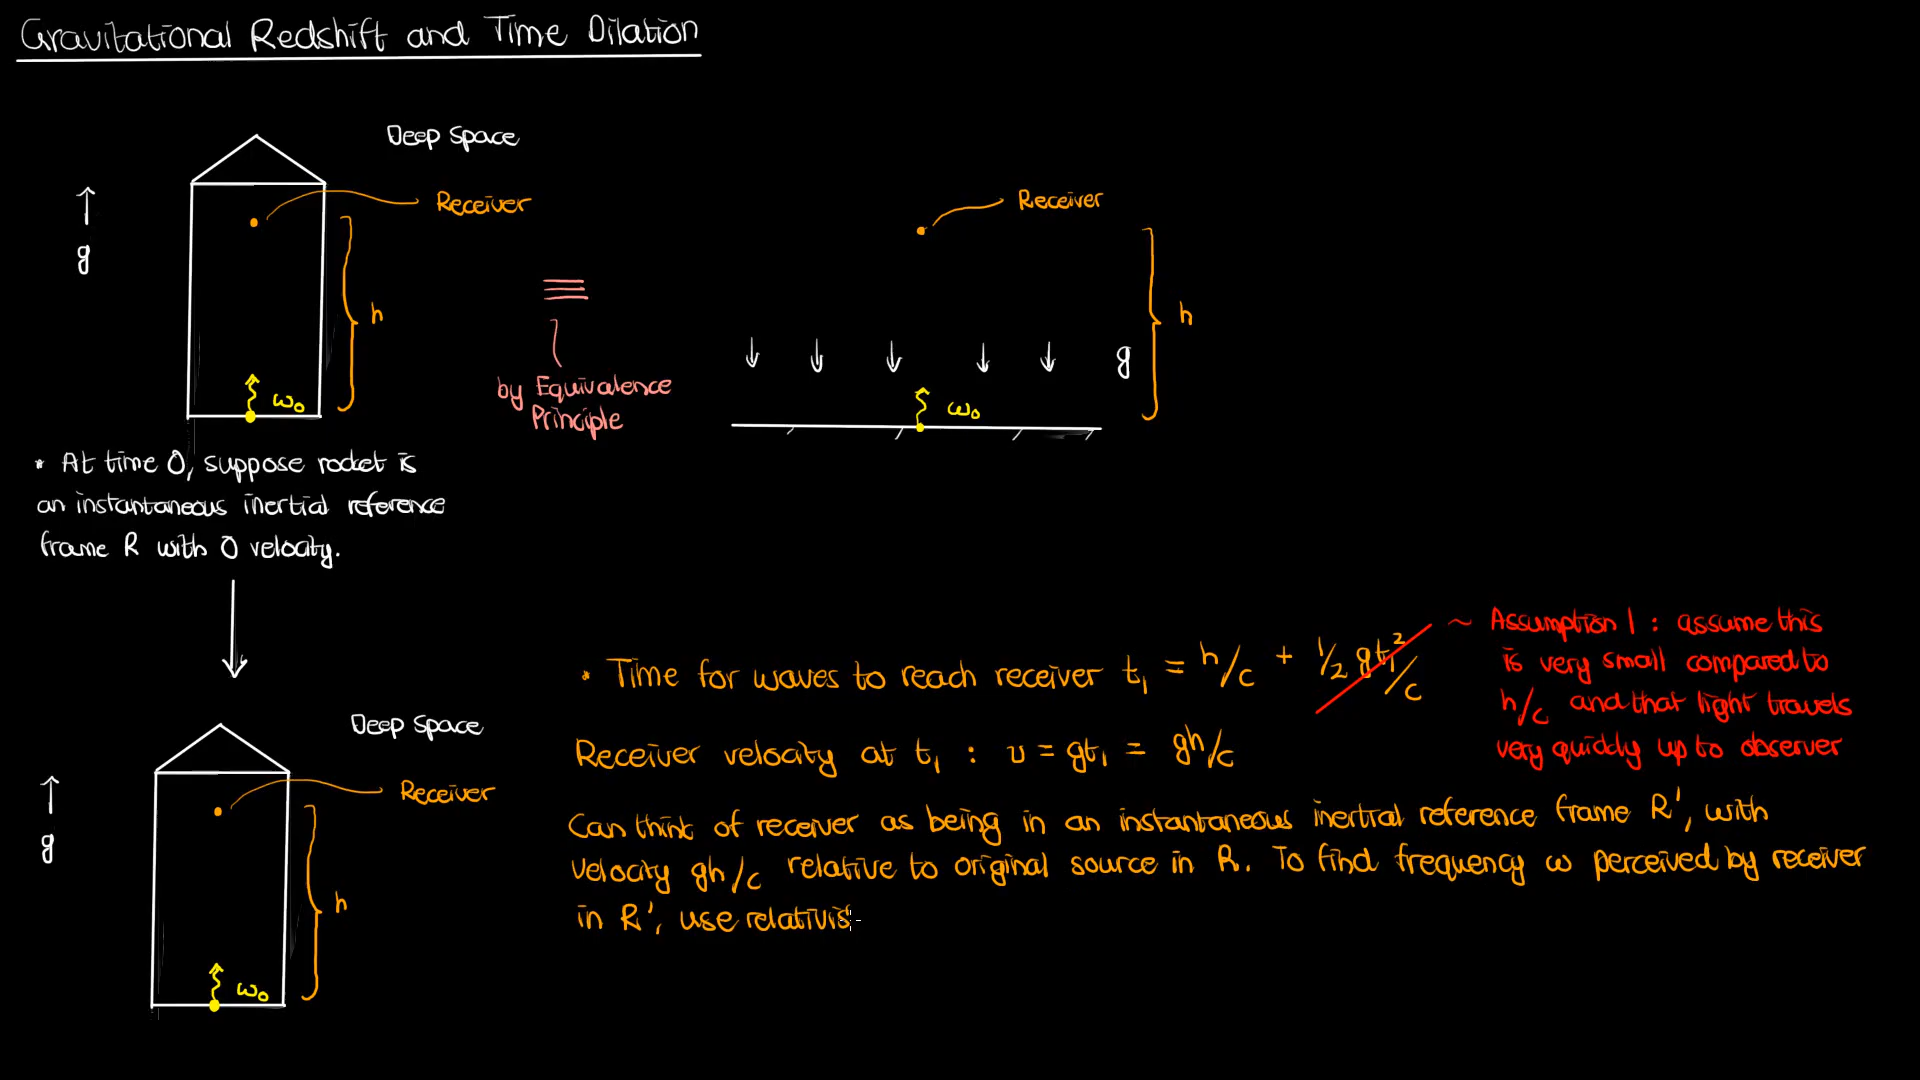 Gravitational Redshift and Time Dilation
Deep Space
Receiver
g
h
ω₀
by Equivalence
Principle
Receiver
h
g
ω₀
• At time 0, suppose rocket is
an instantaneous inertial reference
frame R with 0 velocity.
Deep Space
Receiver
g
h
ω₀
• Time for waves to reach receiver t₁ = h/c + 1/2 gt₁²/c
~ Assumption 1 : assume this
is very small compared to
h/c and that light travels
very quickly up to observer
Receiver velocity at t₁ : v = gt₁ = gh/c
Can think of receiver as being in an instantaneous inertial reference frame R', with
velocity gh/c relative to original source in R. To find frequency ω perceived by receiver
in R', use relativis